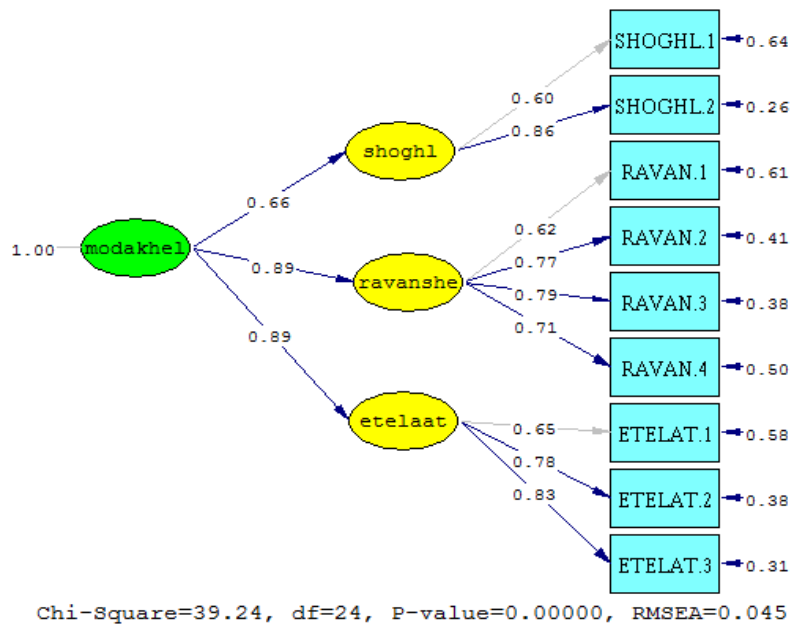 SHOGHL.1
0.64
0.60
SHOGHL.2
0.26
0.86
shoghl
RAVAN.1
0.61
0.66
0.62
RAVAN.2
0.41
1.00
modakhel
0.77
0.89
ravanshe
0.79
RAVAN.3
0.38
0.71
0.89
RAVAN.4
0.50
etelaat
0.65
ETELAT.1
0.58
0.78
0.83
ETELAT.2
0.38
ETELAT.3
0.31
Chi-Square=39.24, df=24, P-value=0.00000, RMSEA=0.045